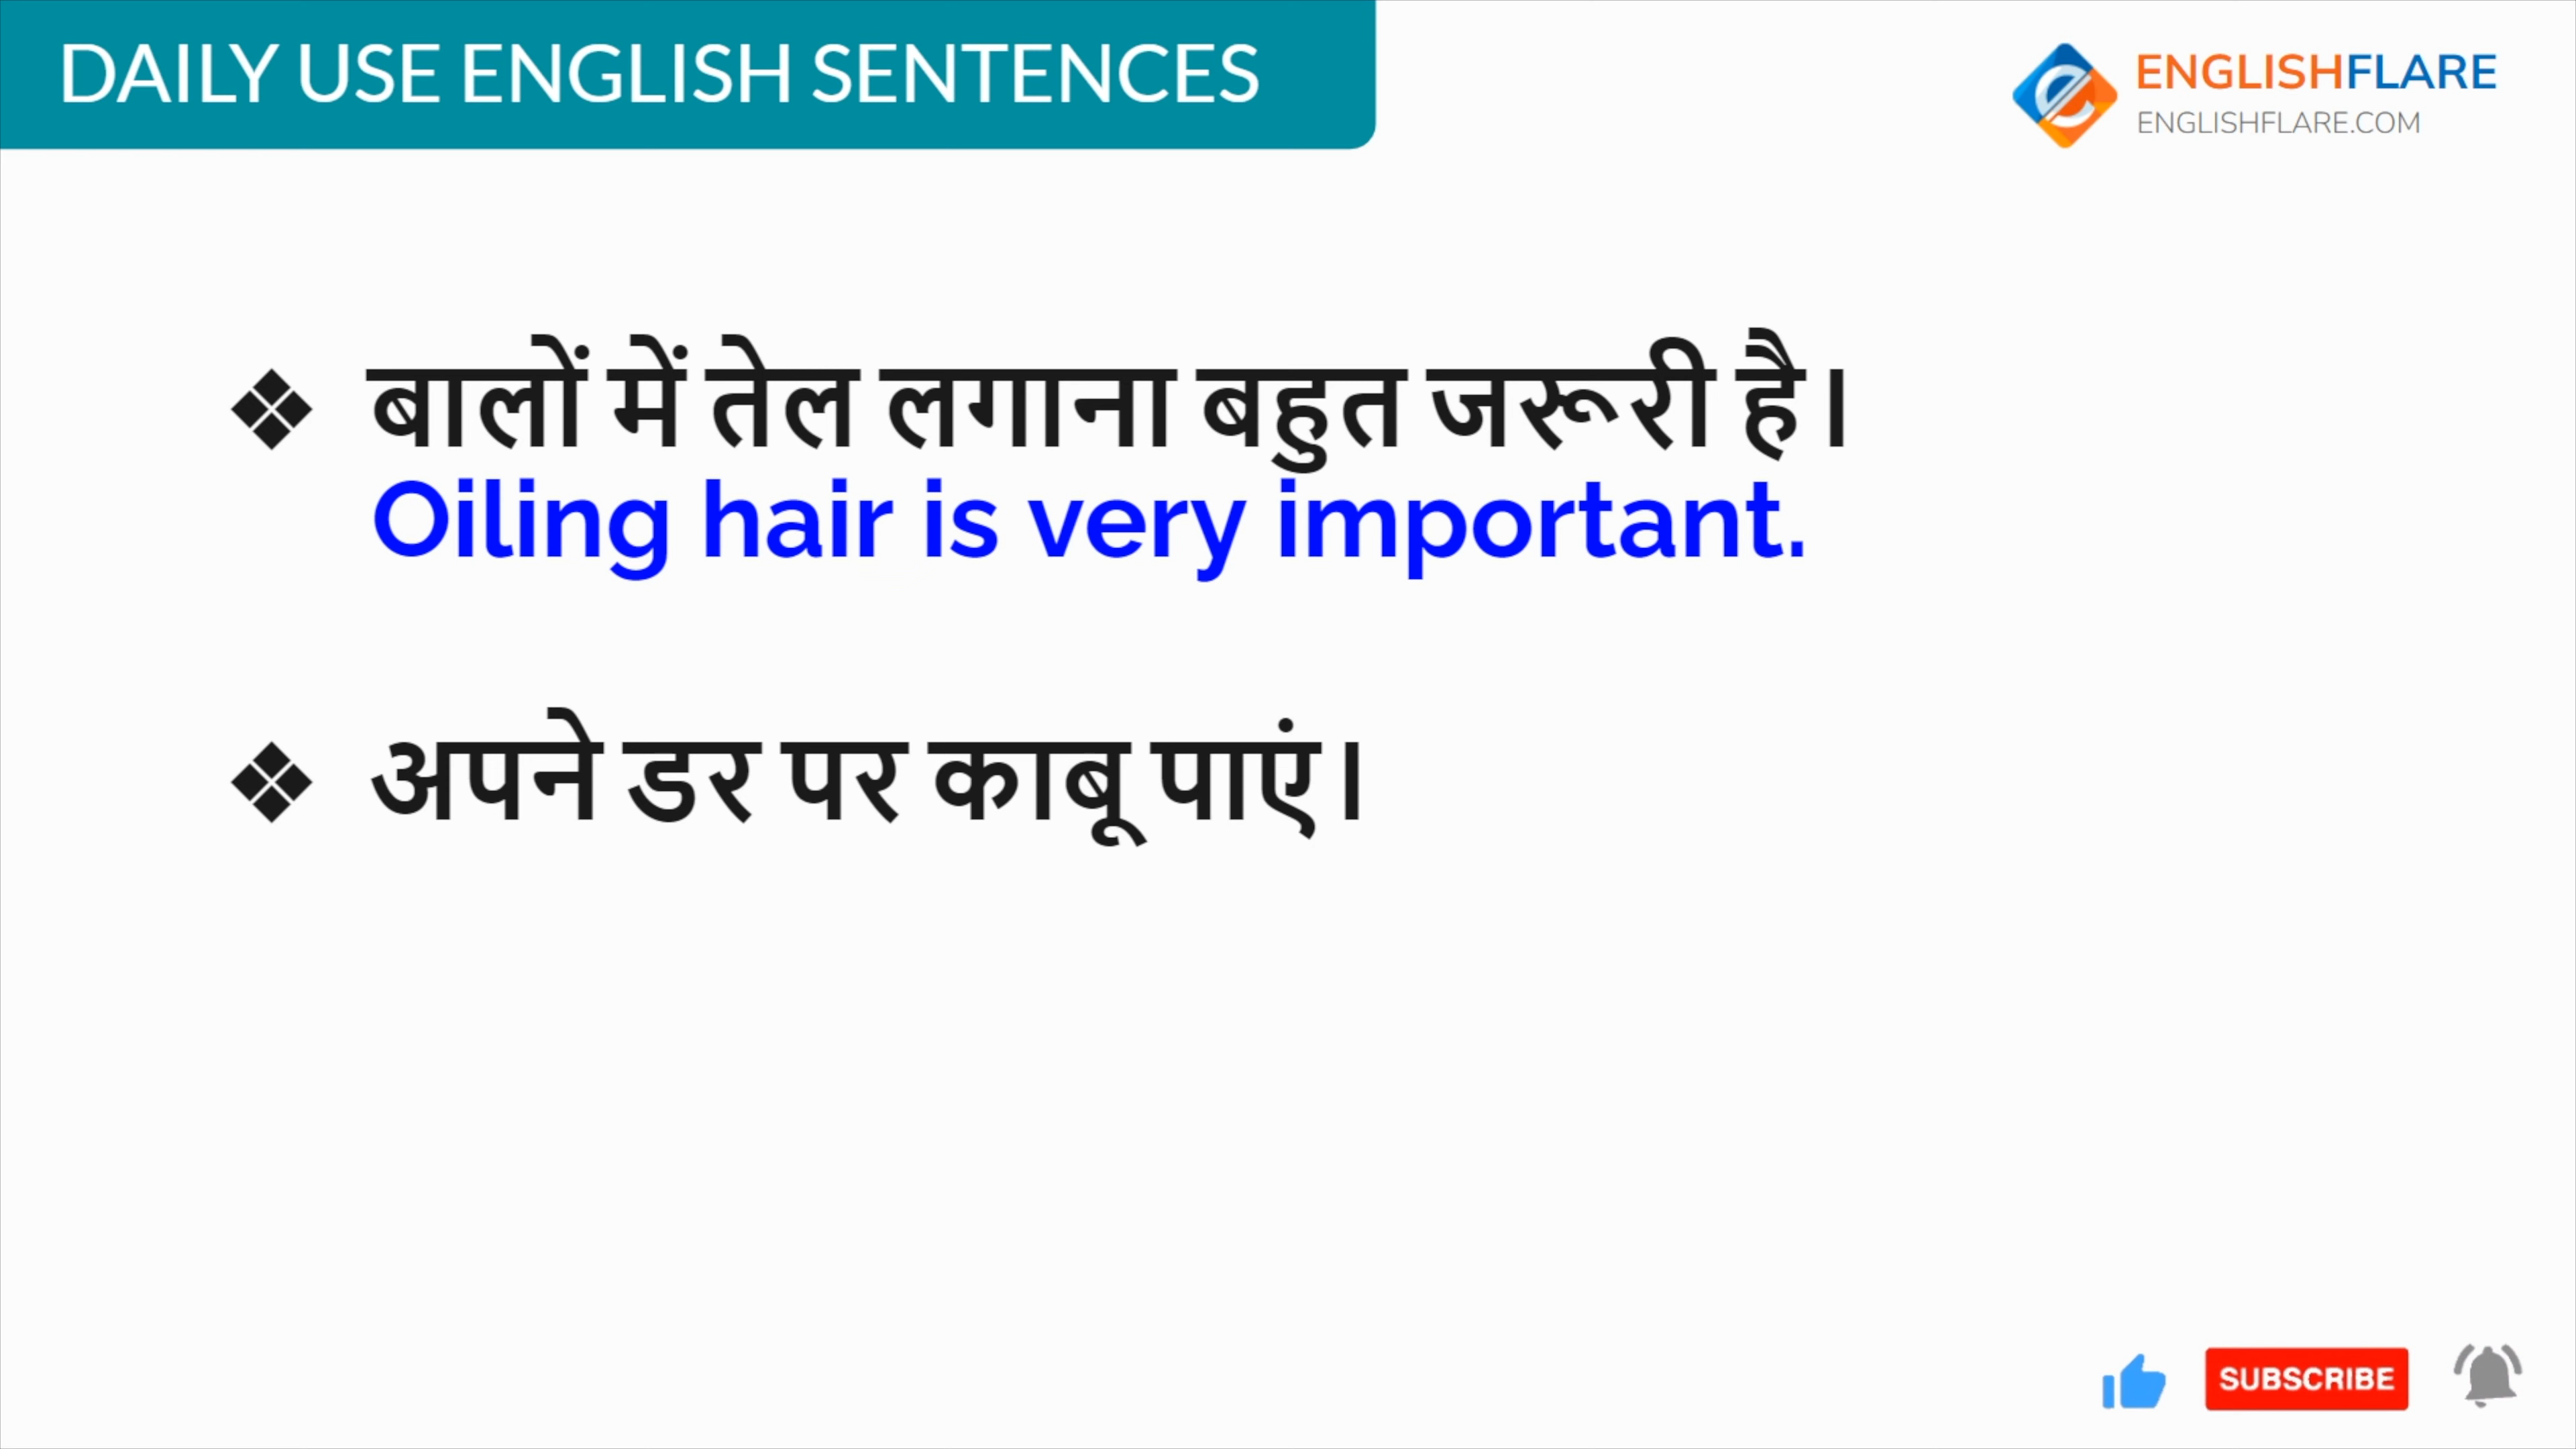 DAILY USE ENGLISH SENTENCES
ENGLISHFLARE
ENGLISHFLARE.COM
❖ बालों में तेल लगाना बहुत जरूरी है।
Oiling hair is very important.
❖ अपने डर पर काबू पाएं।
SUBSCRIBE